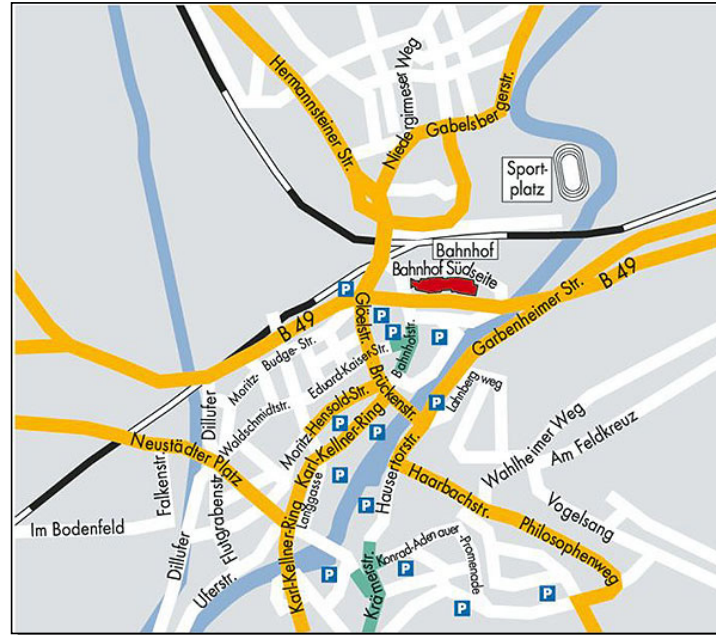 Hermannsteiner Str.
Niedergirmeser Weg
Gabelsbergerstr.
Sport-
platz
Bahnhof
Bahnhof Südseite
B 49
Garbenheimer Str.
P
Gloelstr.
B 49
P
P
P
Moritz- Budge- Str.
Eduard-Kaiser-Str.
Bahnhofstr.
Brückenstr.
Waldschmidtstr.
Dillufer
Moritz-Hensold-Str.
Karl-Kellner-Ring
P
Lahnberg weg
P
P
Neustädter Platz
Hausertorstr.
Wahlheimer Weg
Am Feldkreuz
Haarbachstr.
Falkenstr.
Flugrabenstr.
Langgasse
P
P
Vogelsang
Im Bodenfeld
Karl-Kellner-Ring
Philosophenweg
Konrad-Adenauer-
Promenade
Dillufer
Uferstr.
P
Krämerstr.
P
P
P